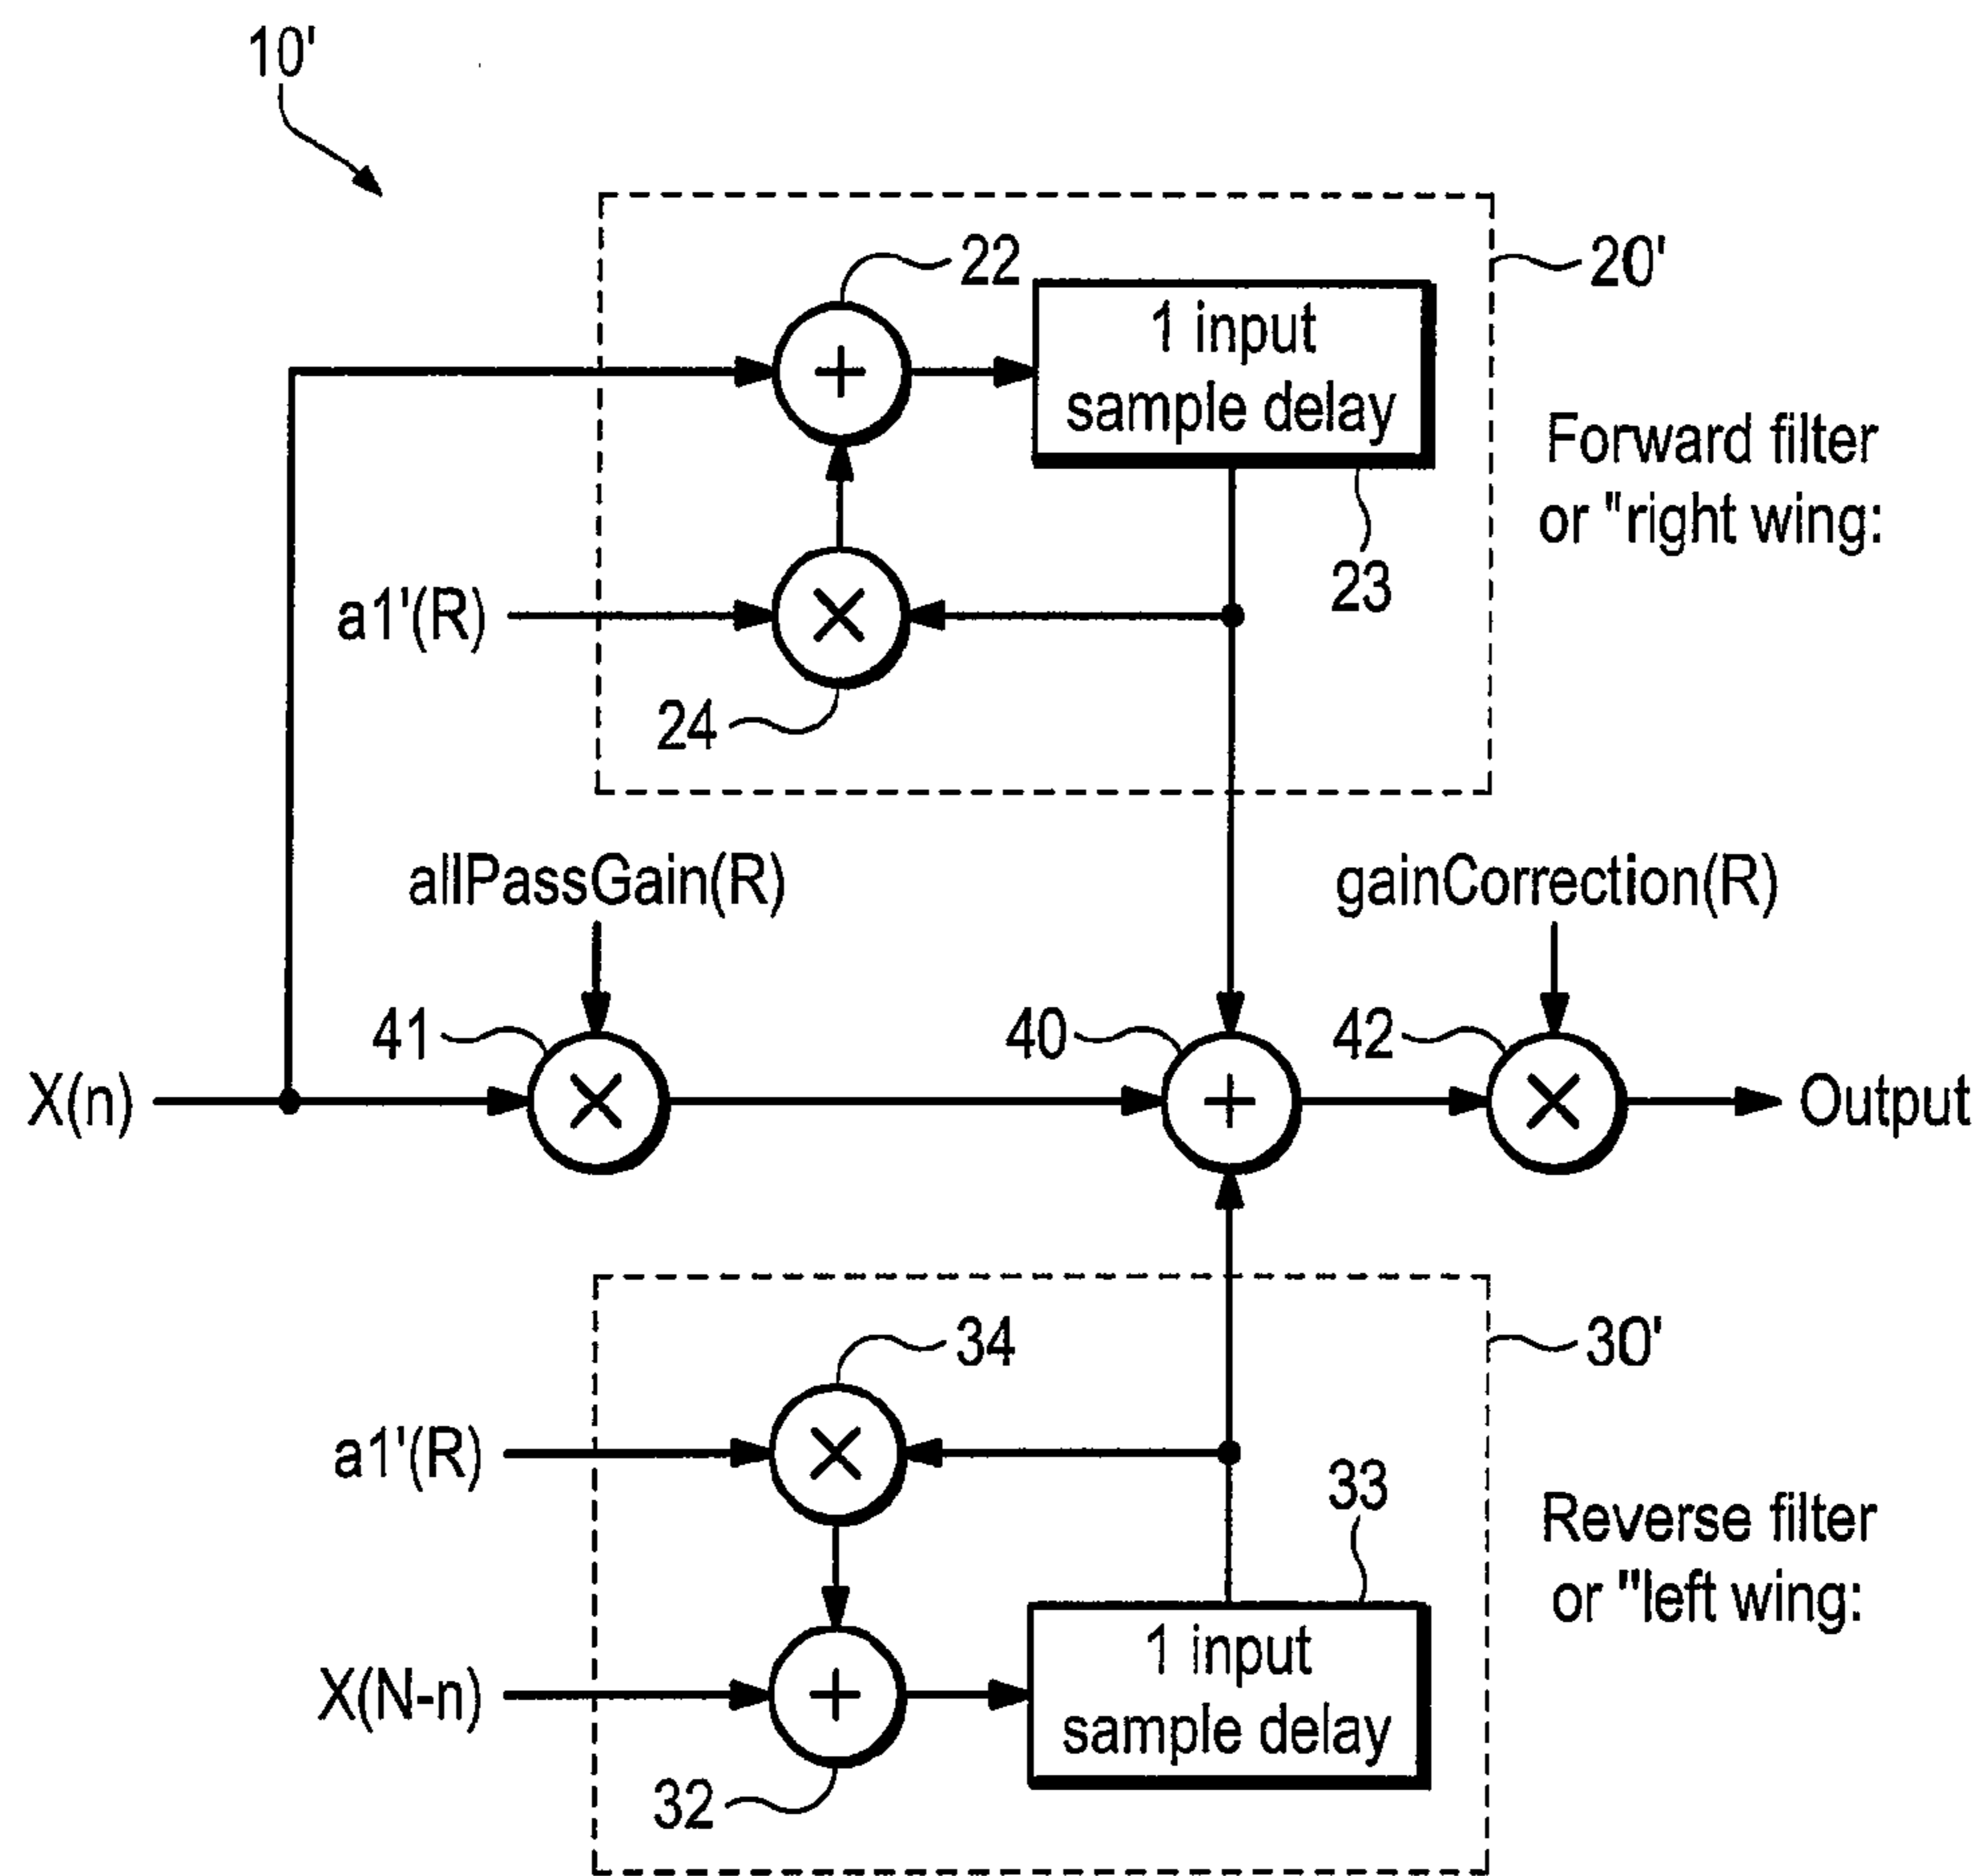 10'
22
20'
1 input
sample delay
Forward filter
or "right wing:
a1'(R)
23
24
allPassGain(R)
gainCorrection(R)
41
40
42
X(n)
Output
34
30'
a1'(R)
33
Reverse filter
or "left wing:
1 input
sample delay
X(N-n)
32